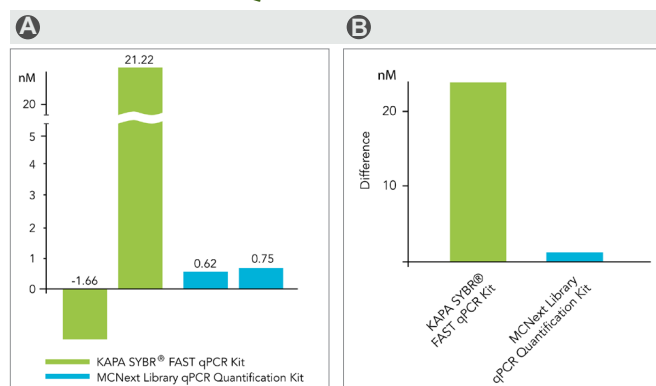 A
B
nM
21.22
20
5
4
3
2
1
0
-1.66
0.62
0.75
KAPA SYBR® FAST qPCR Kit
MCNext Library qPCR Quantification Kit
nM
20
10
Difference
KAPA SYBR®
FAST qPCR Kit
MCNext Library
qPCR Quantification Kit